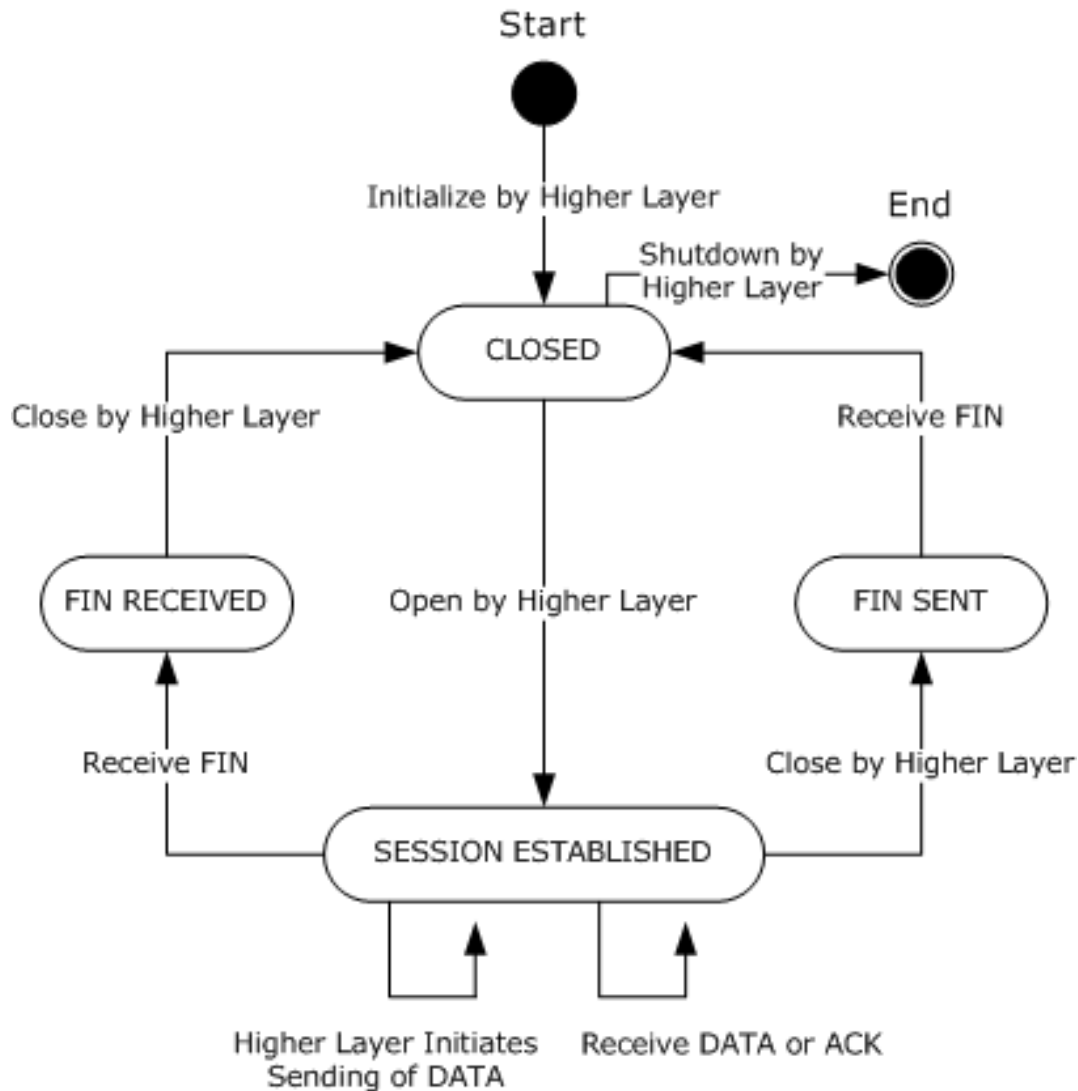 Start
Initialize by Higher Layer
End
Shutdown by
Higher Layer
CLOSED
Close by Higher Layer
Receive FIN
FIN RECEIVED
Open by Higher Layer
FIN SENT
Receive FIN
Close by Higher Layer
SESSION ESTABLISHED
Higher Layer Initiates
Sending of DATA
Receive DATA or ACK